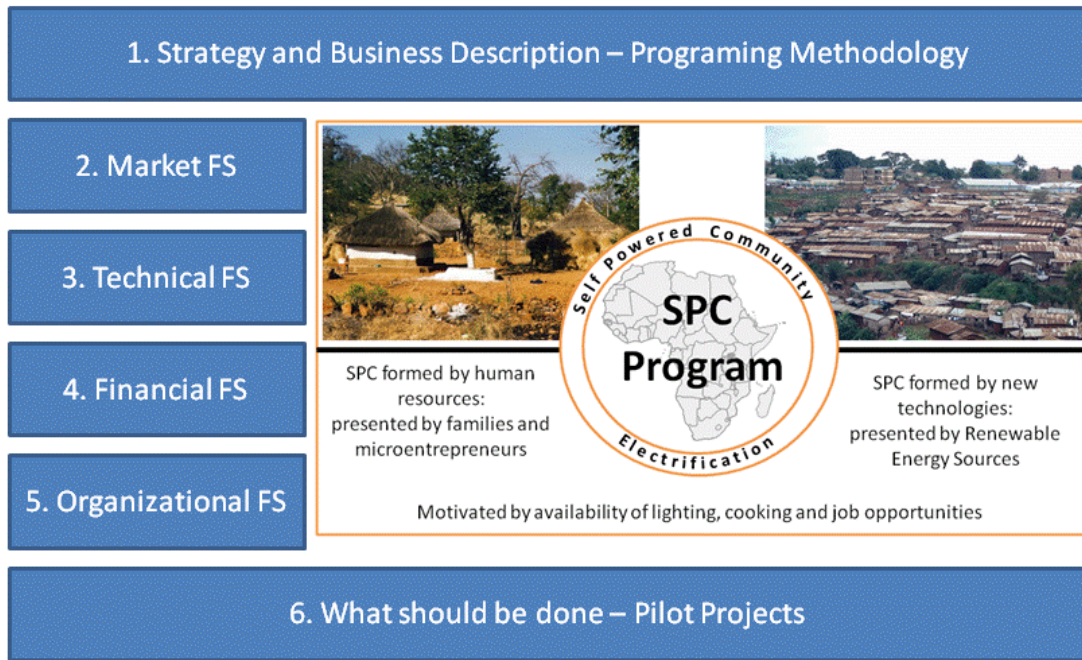 1. Strategy and Business Description – Programing Methodology
2. Market FS
3. Technical FS
4. Financial FS
5. Organizational FS
Self Powered Community
SPC
Program
Electrification
SPC formed by human
resources:
presented by families and
microentrepreneurs
SPC formed by new
technologies:
presented by Renewable
Energy Sources
Motivated by availability of lighting, cooking and job opportunities
6. What should be done – Pilot Projects